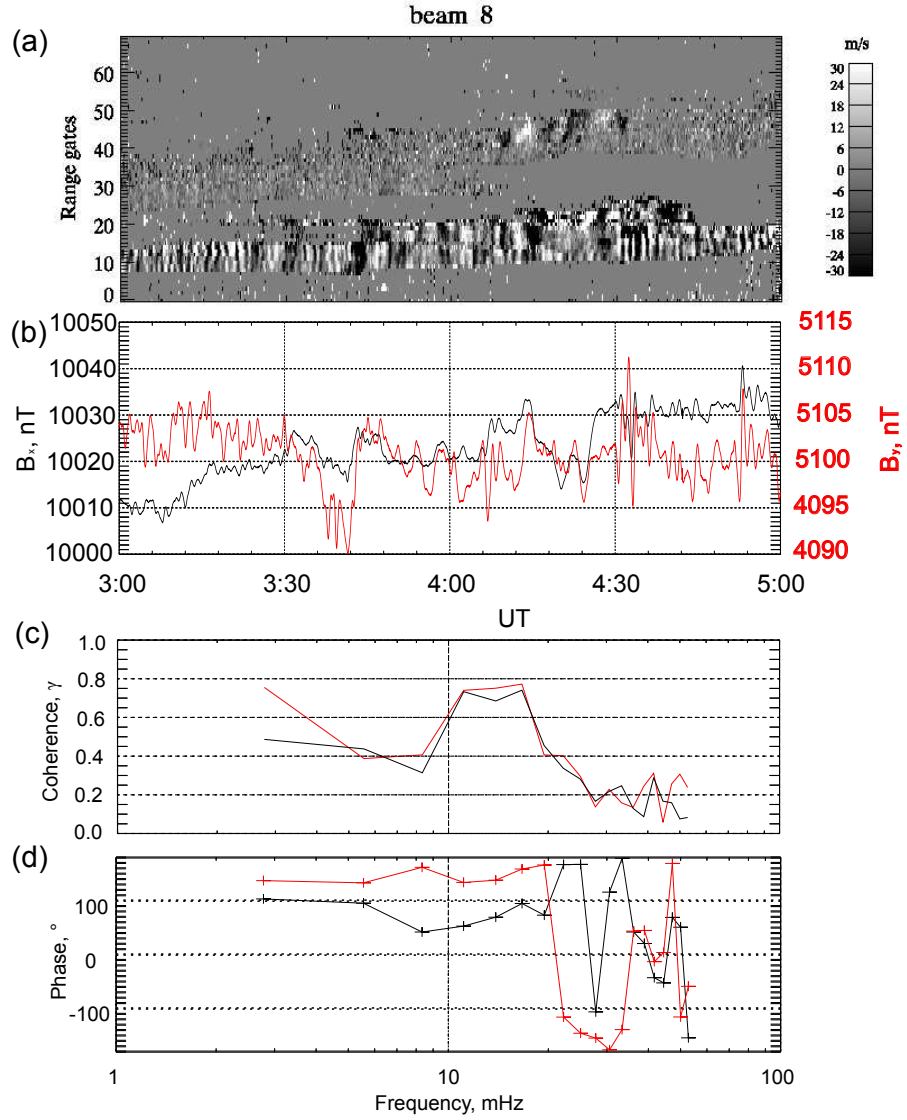 beam 8
(a)
m/s
Range gates
60
50
40
30
20
10
0
30
24
18
12
6
0
-6
-12
-18
-24
-30
(b)
Bx, nT
10050
10040
10030
10020
10010
10000
5115
5110
5105
5100
4095
4090
By, nT
3:00 3:30 4:00 4:30 5:00
UT
(c)
Coherence, γ
1.0
0.8
0.6
0.4
0.2
0.0
(d)
Phase, °
100
0
-100
1 10 100
Frequency, mHz